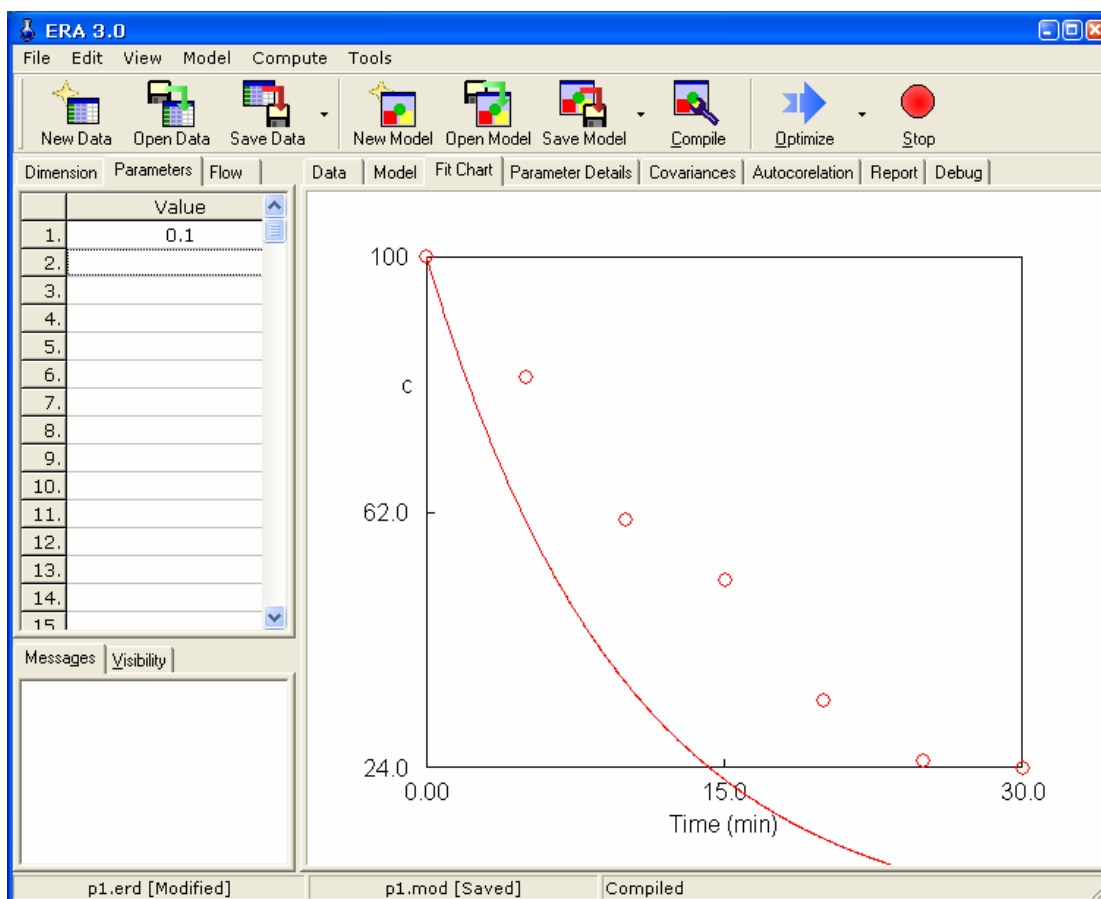 ERA 3.0
File Edit View Model Compute Tools
New Data Open Data Save Data New Model Open Model Save Model Compile Optimize Stop
Dimension Parameters Flow Data Model Fit Chart Parameter Details Covariances Autocorelation Report Debug
Value
1. 0.1
2.
3.
4.
5.
6.
7.
8.
9.
10.
11.
12.
13.
14.
15
100
c
62.0
24.0
0.00 15.0 30.0
Time (min)
Messages Visibility
p1.erd [Modified] p1.mod [Saved] Compiled